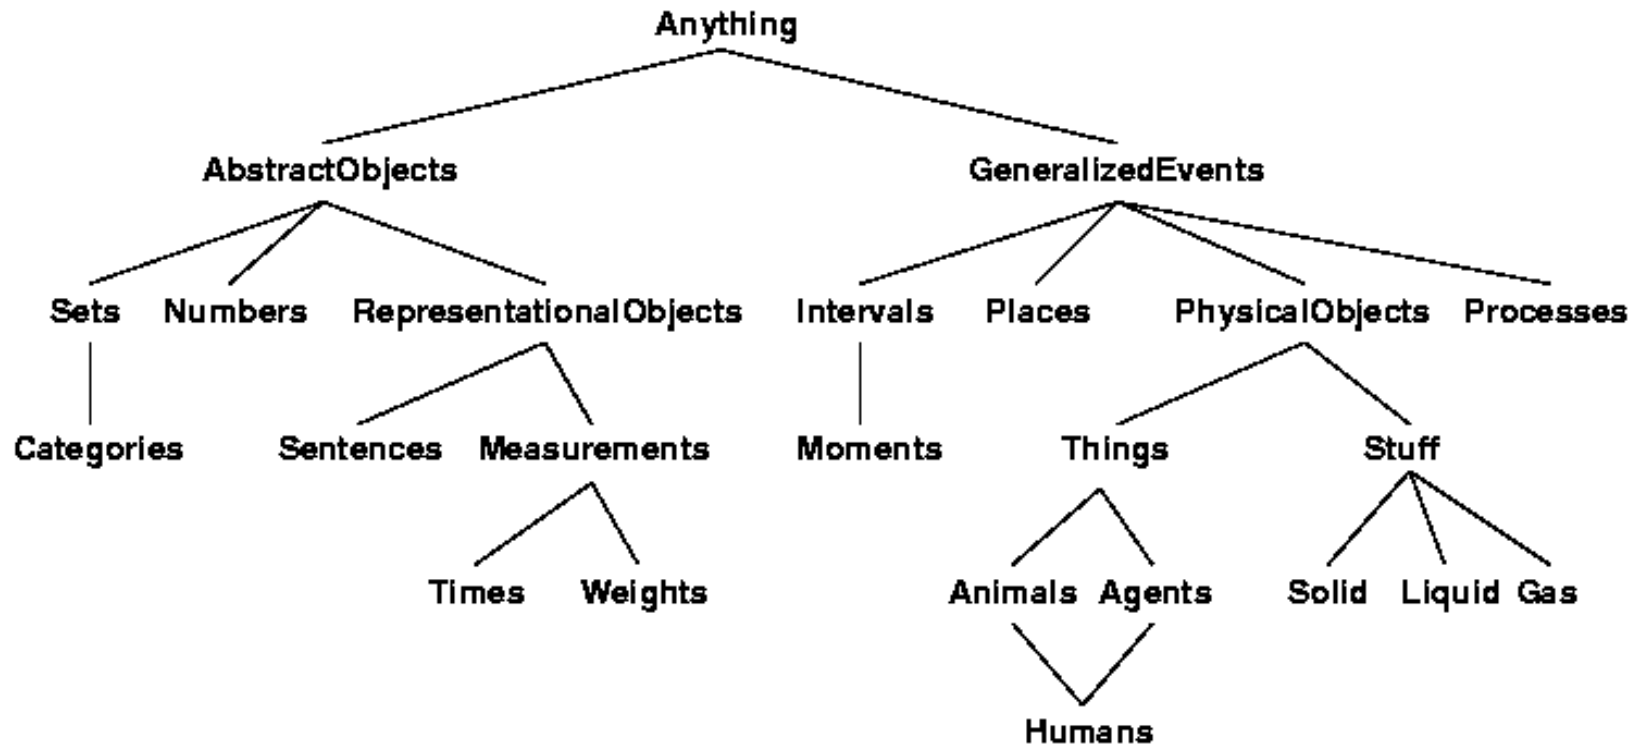 Anything
AbstractObjects GeneralizedEvents
Sets Numbers RepresentationalObjects Intervals Places PhysicalObjects Processes
Categories Sentences Measurements Moments Things Stuff
Times Weights Animals Agents Solid Liquid Gas
Humans